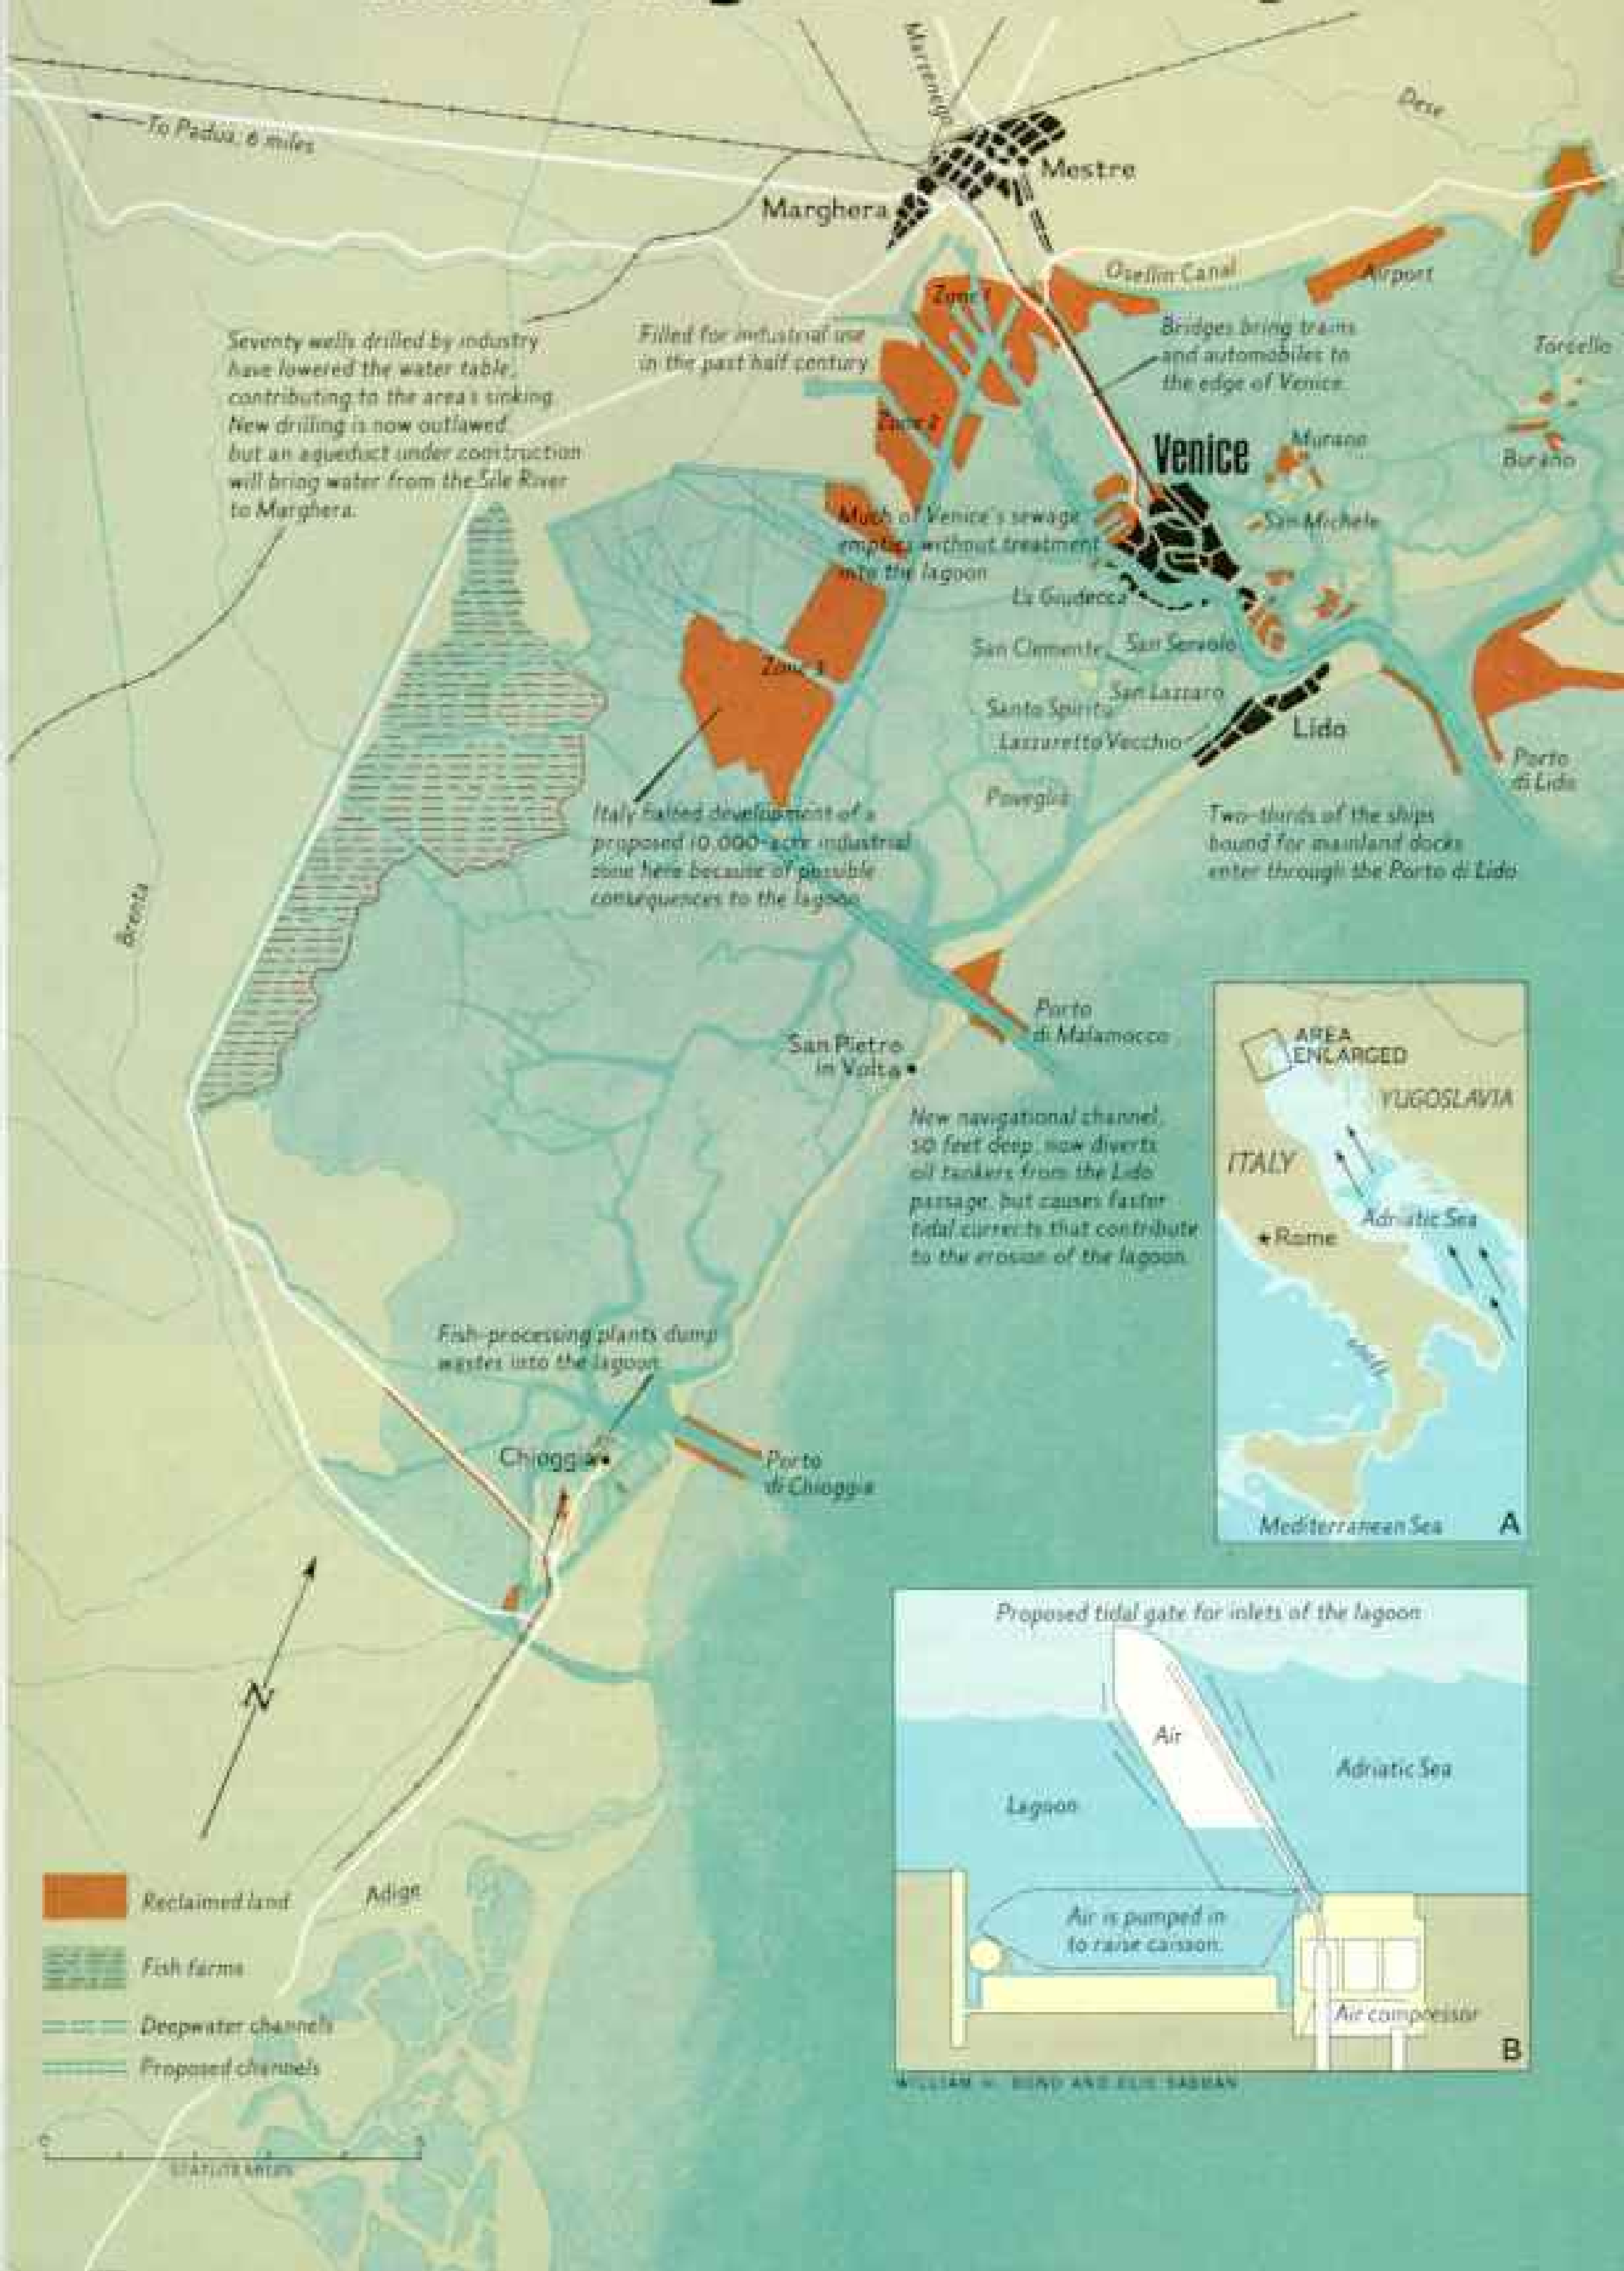 Marzenego
Dese
To Padua, 6 miles
Mestre
Marghera
Osellin Canal
Airport
Zone 1
Seventy wells drilled by industry
have lowered the water table,
contributing to the area's sinking.
New drilling is now outlawed,
but an aqueduct under construction
will bring water from the Sile River
to Marghera.
Filled for industrial use
in the past half century
Bridges bring trains
and automobiles to
the edge of Venice.
Torcello
Zone 2
Venice
Murano
Burano
Much of Venice's sewage
empties without treatment
into the lagoon.
San Michele
La Giudecca
San Clemente
San Servolo
Zone 3
San Lazzaro
Santo Spirito
Lazzaretto Vecchio
Lido
Porto
di Lido
Poveglia
Italy halted development of a
proposed 10,000-acre industrial
zone here because of possible
consequences to the lagoon.
Two-thirds of the ships
bound for mainland docks
enter through the Porto di Lido.
Brenta
Porto
di Malamocco
San Pietro
in Volta
New navigational channel,
50 feet deep, now diverts
oil tankers from the Lido
passage, but causes faster
tidal currents that contribute
to the erosion of the lagoon.
AREA
ENLARGED
YUGOSLAVIA
ITALY
Adriatic Sea
Rome
Mediterranean Sea
A
Fish-processing plants dump
wastes into the lagoon.
Chioggia
Porto
di Chioggia
N
Proposed tidal gate for inlets of the lagoon
Air
Adriatic Sea
Lagoon
Air is pumped in
to raise caisson.
Air compressor
B
WILLIAM H. BOND AND ELIE SABBAN
Adige
Reclaimed land
Fish farms
Deepwater channels
Proposed channels
0 5
STATUTE MILES